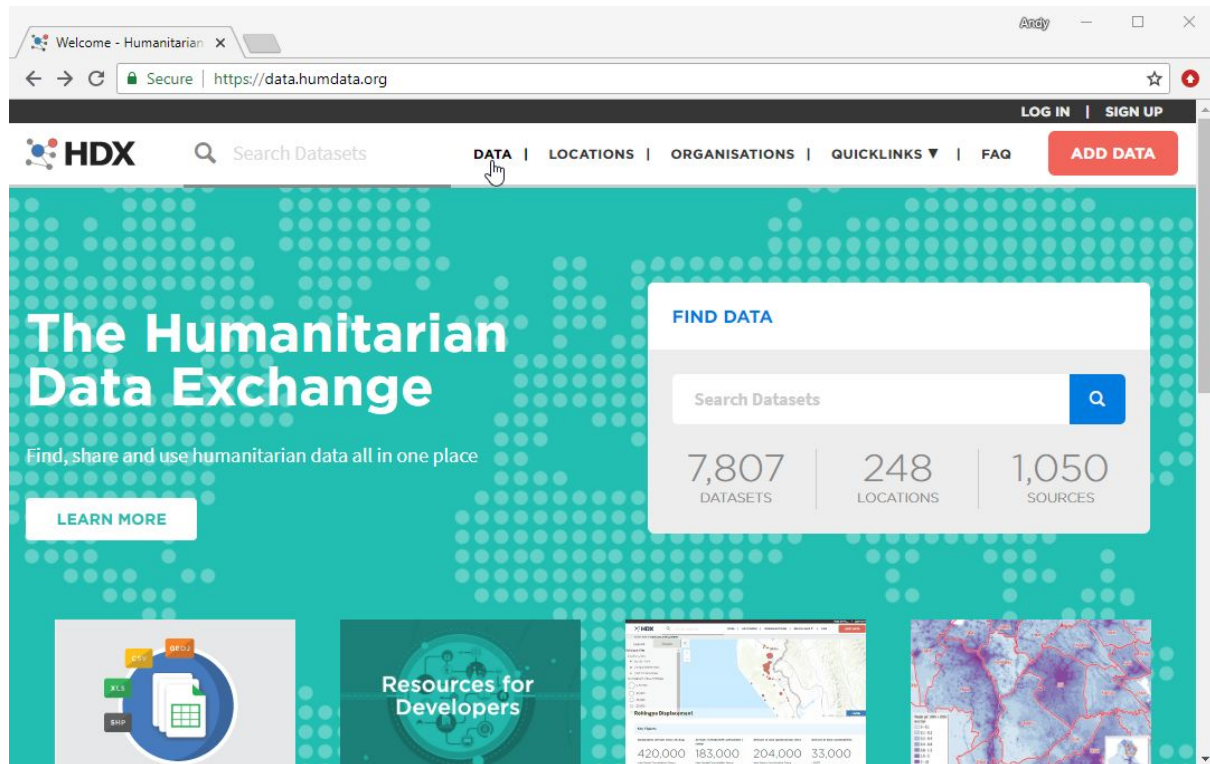 Andy
Welcome - Humanitarian
Secure | https://data.humdata.org
LOG IN | SIGN UP
HDX Search Datasets DATA | LOCATIONS | ORGANISATIONS | QUICKLINKS ▼ | FAQ ADD DATA
The Humanitarian
Data Exchange
Find, share and use humanitarian data all in one place
LEARN MORE
FIND DATA
Search Datasets
7,807 248 1,050
DATASETS LOCATIONS SOURCES
CSV
XLS
SHP
Resources for
Developers
HDX
Rohingya Displacement
420,000 183,000 204,000 33,000